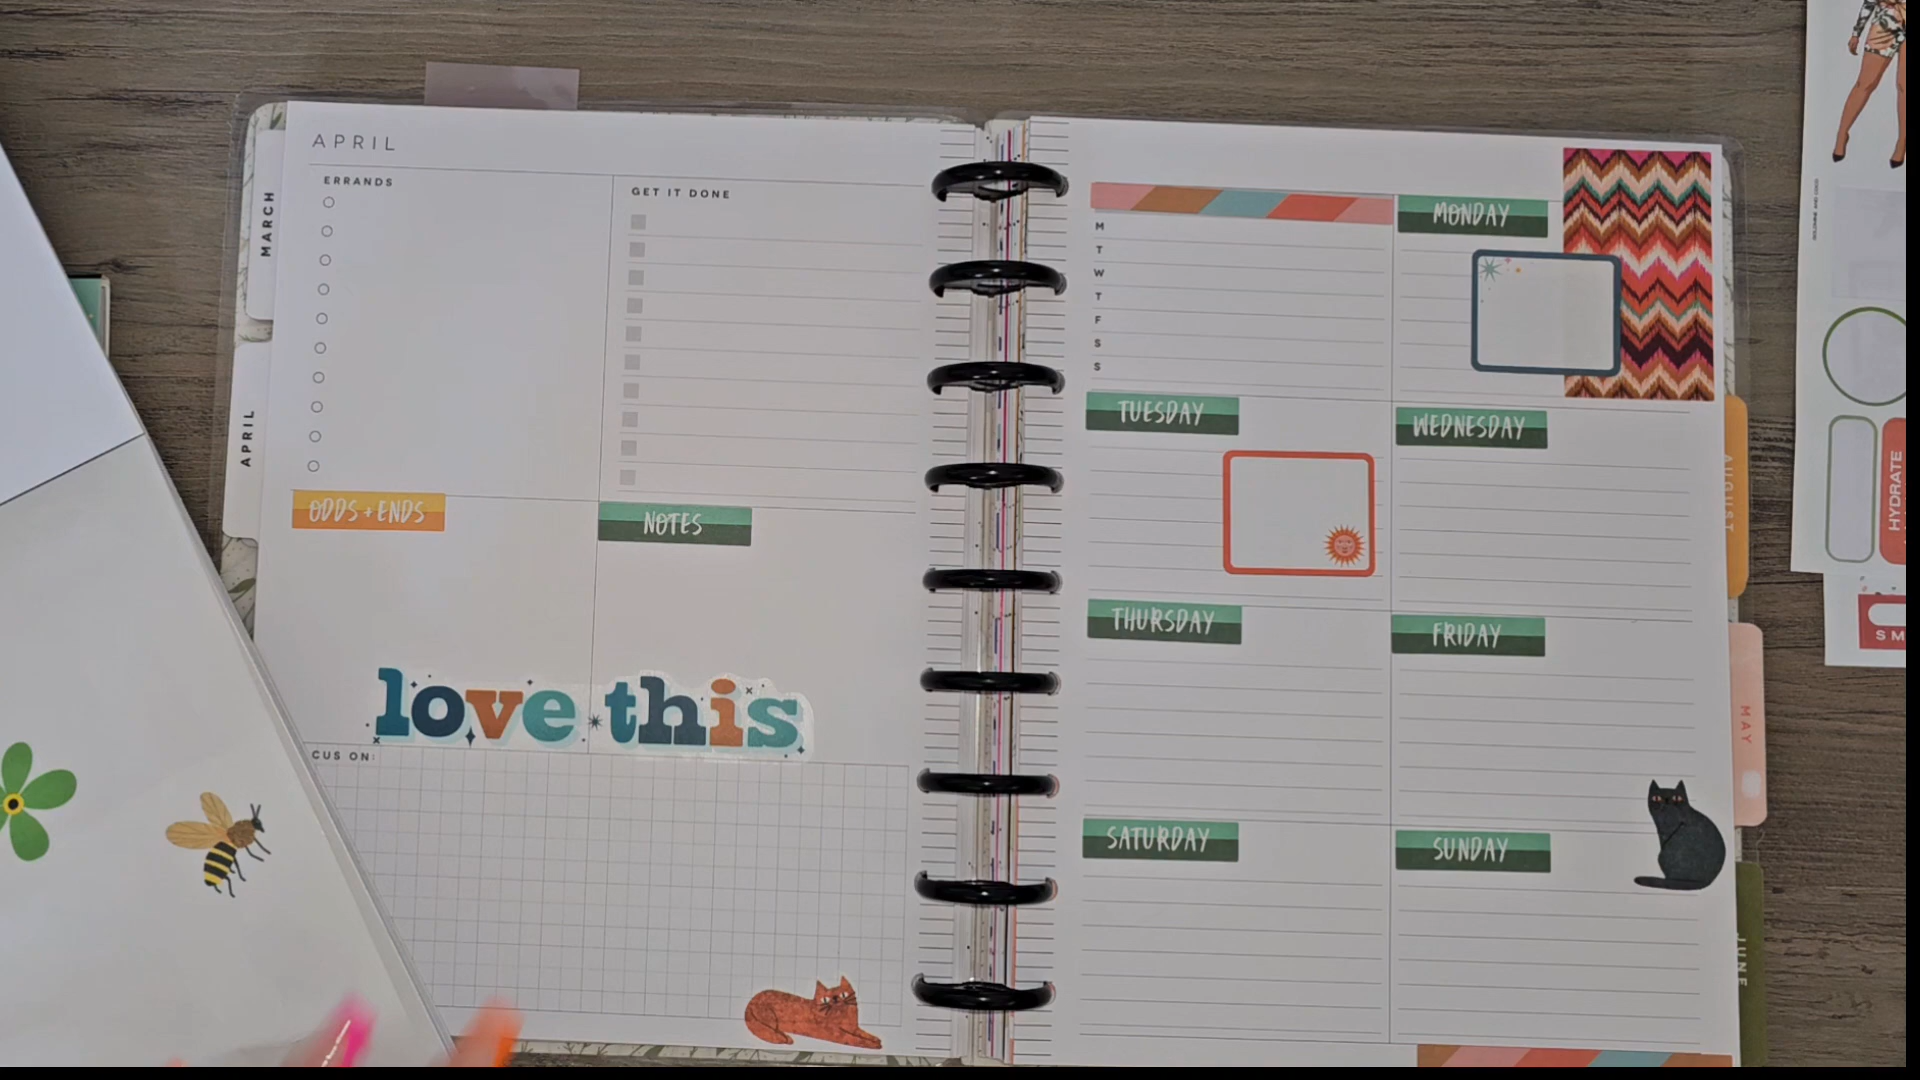 APRIL
MARCH
APRIL
ERRANDS
GET IT DONE
ODDS + ENDS
NOTES
love this
CUS ON:
M
T
W
T
F
S
S
MONDAY
TUESDAY
WEDNESDAY
THURSDAY
FRIDAY
SATURDAY
SUNDAY
AUGUST
MAY
JUNE
HYDRATE
SM